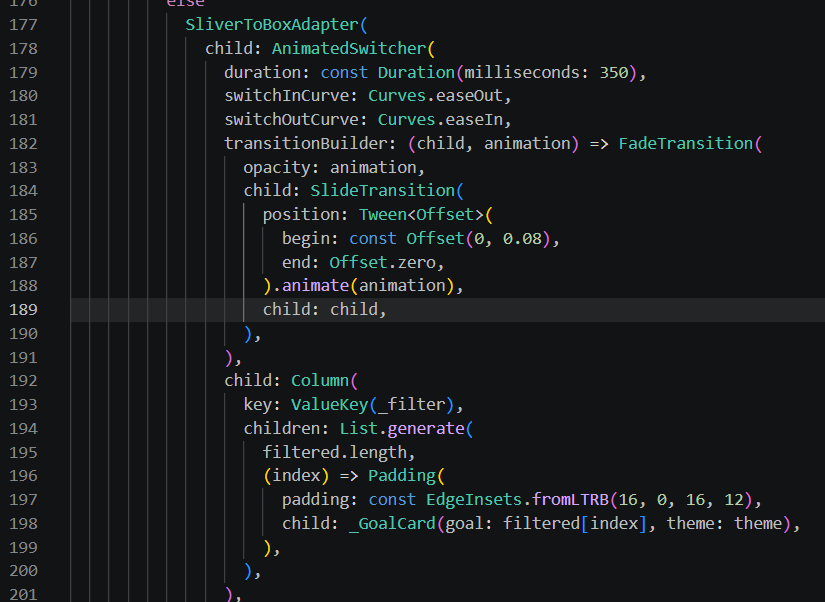 176 else
177 SliverToBoxAdapter(
178 child: AnimatedSwitcher(
179 duration: const Duration(milliseconds: 350),
180 switchInCurve: Curves.easeOut,
181 switchOutCurve: Curves.easeIn,
182 transitionBuilder: (child, animation) => FadeTransition(
183 opacity: animation,
184 child: SlideTransition(
185 position: Tween<Offset>(
186 begin: const Offset(0, 0.08),
187 end: Offset.zero,
188 ).animate(animation),
189 child: child,
190 ),
191 ),
192 child: Column(
193 key: ValueKey(_filter),
194 children: List.generate(
195 filtered.length,
196 (index) => Padding(
197 padding: const EdgeInsets.fromLTRB(16, 0, 16, 12),
198 child: _GoalCard(goal: filtered[index], theme: theme),
199 ),
200 ),
201 ),